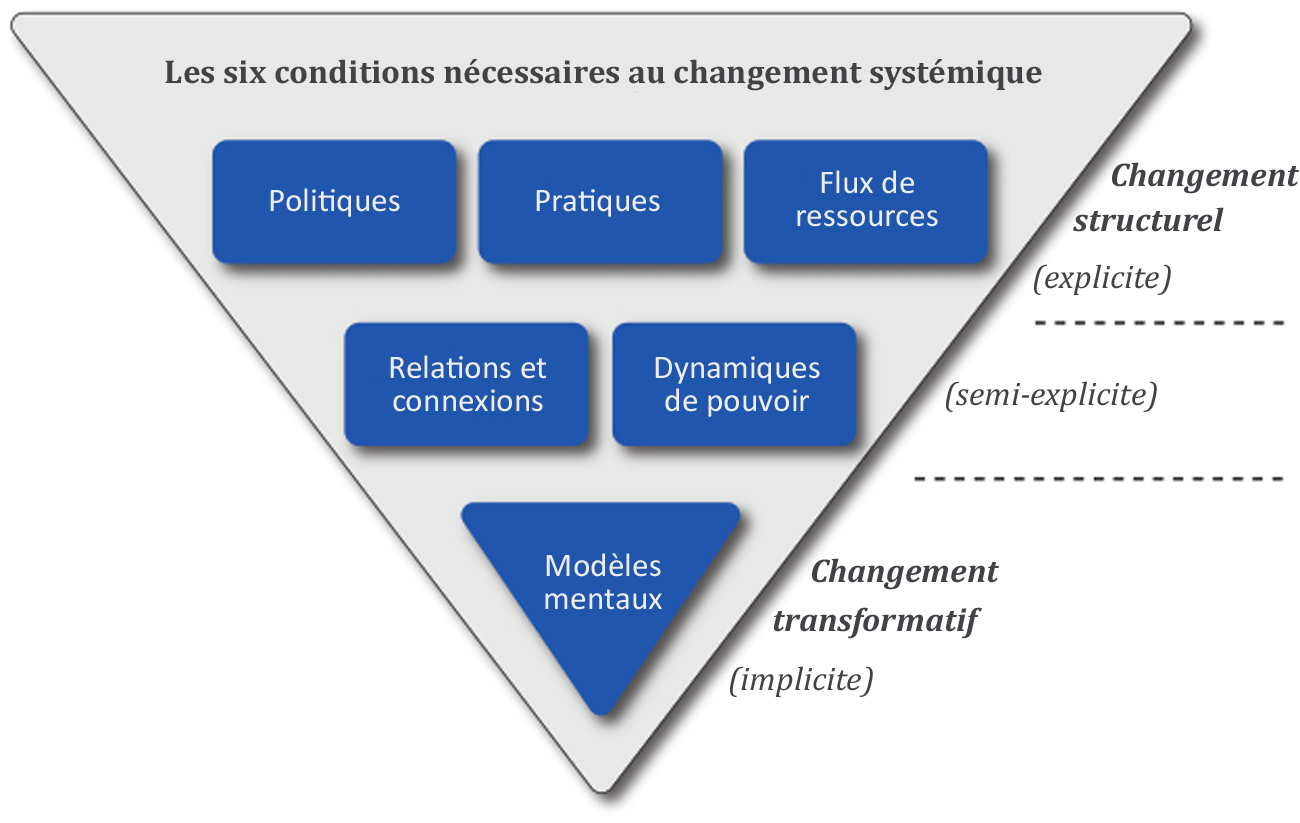 Les six conditions nécessaires au changement systémique
Politiques
Pratiques
Flux de
ressources
Changement
structurel
(explicite)
Relations et
connexions
Dynamiques
de pouvoir
(semi-explicite)
Modèles
mentaux
Changement
transformatif
(implicite)